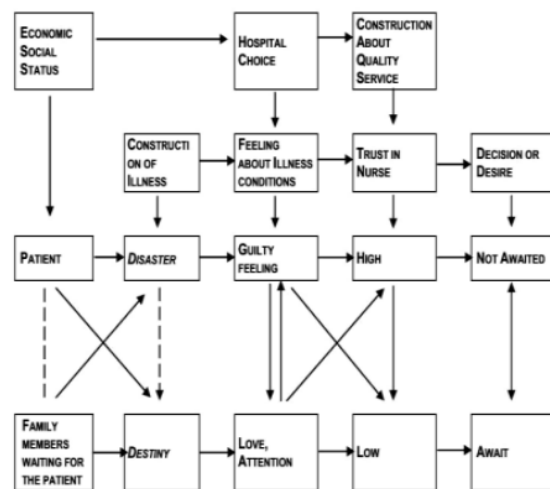 ECONOMIC
SOCIAL
STATUS
HOSPITAL
CHOICE
CONSTRUCTION
ABOUT
QUALITY
SERVICE
CONSTRUCTI
ON OF
ILLNESS
FEELING
ABOUT ILLNESS
CONDITIONS
TRUST IN
NURSE
DECISION OR
DESIRE
PATIENT
DISASTER
GUILTY
FEELING
HIGH
NOT AWAITED
FAMILY
MEMBERS
WAITING FOR
THE PATIENT
DESTINY
LOVE,
ATTENTION
LOW
AWAIT